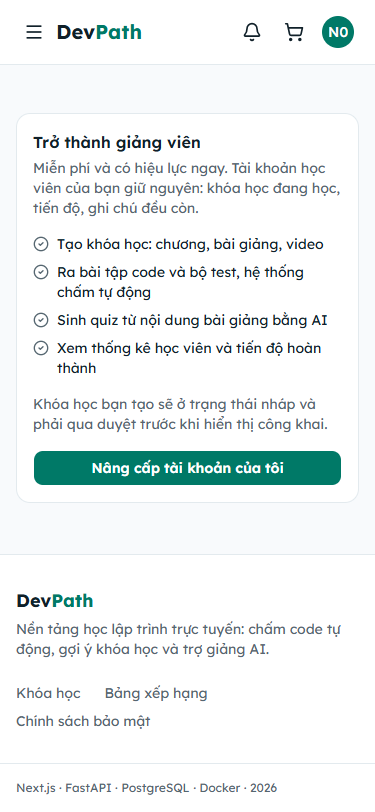 DevPath
N0
Trở thành giảng viên
Miễn phí và có hiệu lực ngay. Tài khoản học
viên của bạn giữ nguyên: khóa học đang học,
tiến độ, ghi chú đều còn.
Tạo khóa học: chương, bài giảng, video
Ra bài tập code và bộ test, hệ thống
chấm tự động
Sinh quiz từ nội dung bài giảng bằng AI
Xem thống kê học viên và tiến độ hoàn
thành
Khóa học bạn tạo sẽ ở trạng thái nháp và
phải qua duyệt trước khi hiển thị công khai.
Nâng cấp tài khoản của tôi
DevPath
Nền tảng học lập trình trực tuyến: chấm code tự
động, gợi ý khóa học và trợ giảng AI.
Khóa học Bảng xếp hạng
Chính sách bảo mật
Next.js · FastAPI · PostgreSQL · Docker · 2026